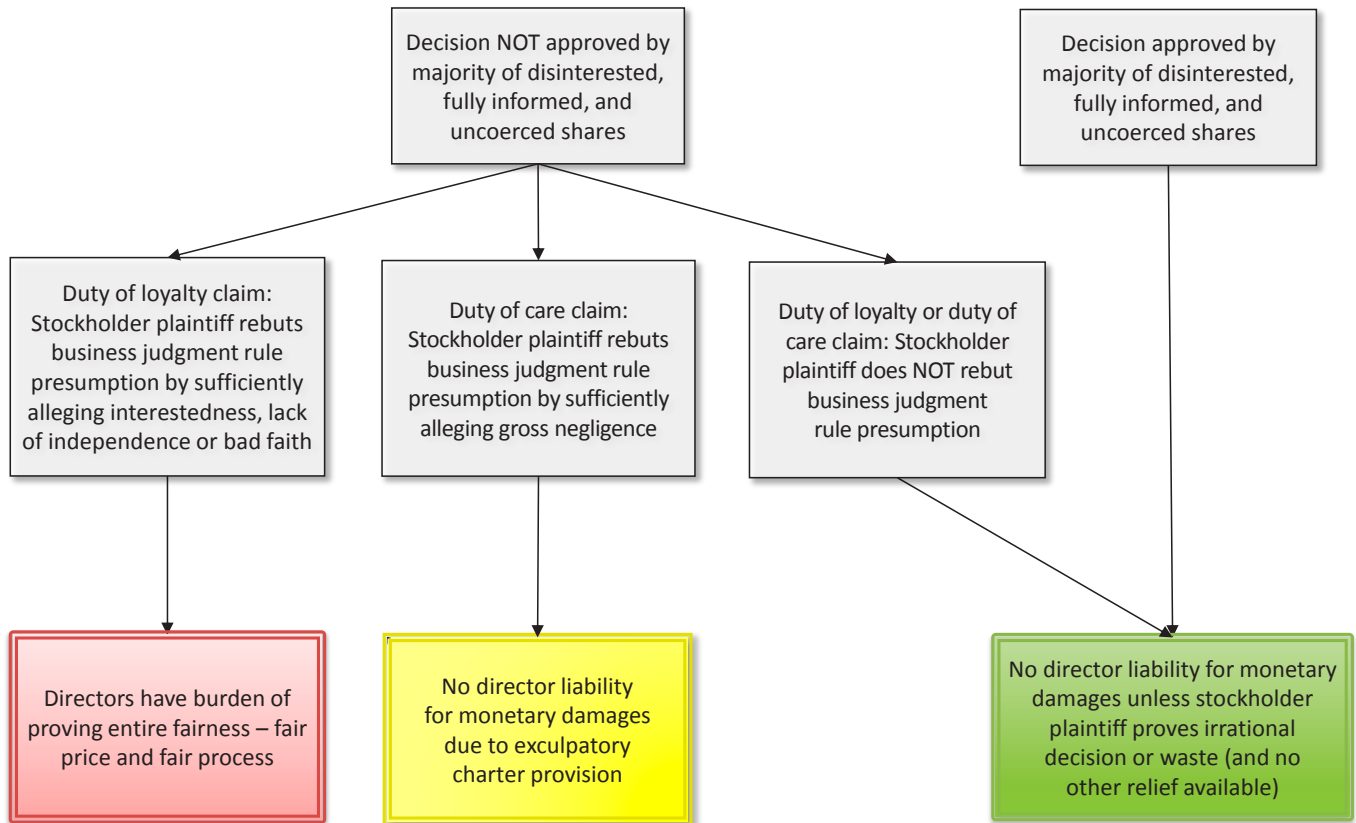 Decision NOT approved by
majority of disinterested,
fully informed, and
uncoerced shares
Decision approved by
majority of disinterested,
fully informed, and
uncoerced shares
Duty of loyalty claim:
Stockholder plaintiff rebuts
business judgment rule
presumption by sufficiently
alleging interestedness, lack
of independence or bad faith
Duty of care claim:
Stockholder plaintiff rebuts
business judgment rule
presumption by sufficiently
alleging gross negligence
Duty of loyalty or duty of
care claim: Stockholder
plaintiff does NOT rebut
business judgment
rule presumption
Directors have burden of
proving entire fairness – fair
price and fair process
No director liability
for monetary damages
due to exculpatory
charter provision
No director liability for monetary
damages unless stockholder
plaintiff proves irrational
decision or waste (and no
other relief available)